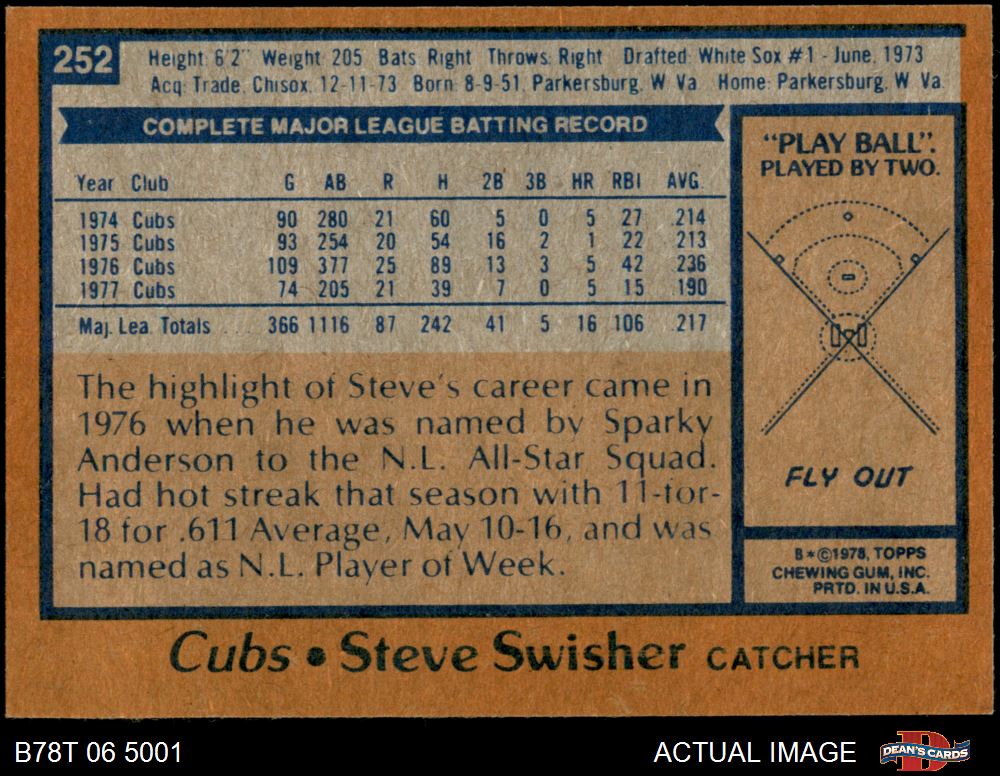 252
Height: 6'2" Weight: 205 Bats: Right Throws: Right Drafted: White Sox #1 - June, 1973
Acq: Trade, Chisox, 12-11-73 Born: 8-9-51, Parkersburg, W. Va. Home: Parkersburg, W. Va.
COMPLETE MAJOR LEAGUE BATTING RECORD
Year Club G AB R H 2B 3B HR RBI AVG.
1974 Cubs 90 280 21 60 5 0 5 27 .214
1975 Cubs 93 254 20 54 16 2 1 22 .213
1976 Cubs 109 377 25 89 13 3 5 42 .236
1977 Cubs 74 205 21 39 7 0 5 15 .190
Maj. Lea. Totals ... 366 1116 87 242 41 5 16 106 .217
The highlight of Steve's career came in
1976 when he was named by Sparky
Anderson to the N.L. All-Star Squad.
Had hot streak that season with 11-for-
18 for .611 Average, May 10-16, and was
named as N.L. Player of Week.
"PLAY BALL":
PLAYED BY TWO.
FLY OUT
B*©1978, TOPPS
CHEWING GUM, INC.
PRTD. IN U.S.A.
Cubs • Steve Swisher CATCHER
B78T 06 5001 ACTUAL IMAGE DEAN'S CARDS